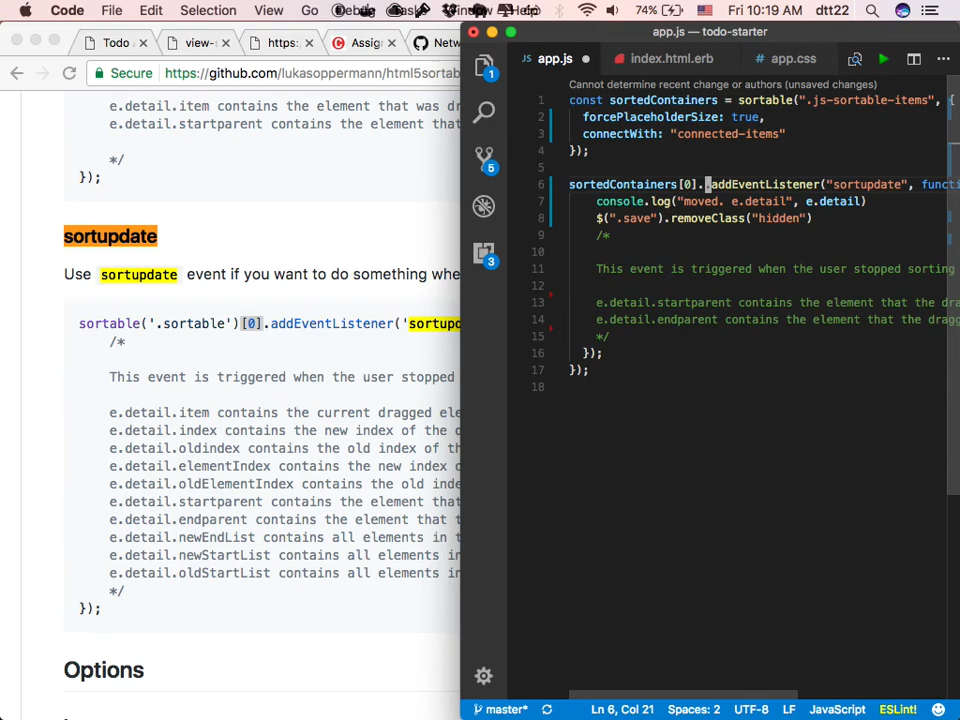 Code File Edit Selection View Go Debug Tasks Window Help 74% Fri 10:19 AM dtt22
Todo view- https: Assig Netw
Secure https://github.com/lukasoppermann/html5sortab
e.detail.item contains the element that was dr
e.detail.startparent contains the element that
*/
});
sortupdate
Use sortupdate event if you want to do something whe
sortable('.sortable')[0].addEventListener('sortupd
/*
This event is triggered when the user stopped
e.detail.item contains the current dragged ele
e.detail.index contains the new index of the d
e.detail.oldindex contains the old index of th
e.detail.elementIndex contains the new index o
e.detail.oldElementIndex contains the old inde
e.detail.startparent contains the element that
e.detail.endparent contains the element that t
e.detail.newEndList contains all elements in t
e.detail.newStartList contains all elements in
e.detail.oldStartList contains all elements in
*/
});
Options
app.js — todo-starter
JS app.js index.html.erb # app.css
1
5
3
Cannot determine recent change or authors (unsaved changes)
1 const sortedContainers = sortable(".js-sortable-items", {
2 forcePlaceholderSize: true,
3 connectWith: "connected-items"
4 });
5
6 sortedContainers[0]..addEventListener("sortupdate", functi
7 console.log("moved. e.detail", e.detail)
8 $(".save").removeClass("hidden")
9 /*
10
11 This event is triggered when the user stopped sorting
12
13 e.detail.startparent contains the element that the dra
14 e.detail.endparent contains the element that the dragg
15 */
16 });
17 });
18
master* Ln 6, Col 21 Spaces: 2 UTF-8 LF JavaScript ESLint!